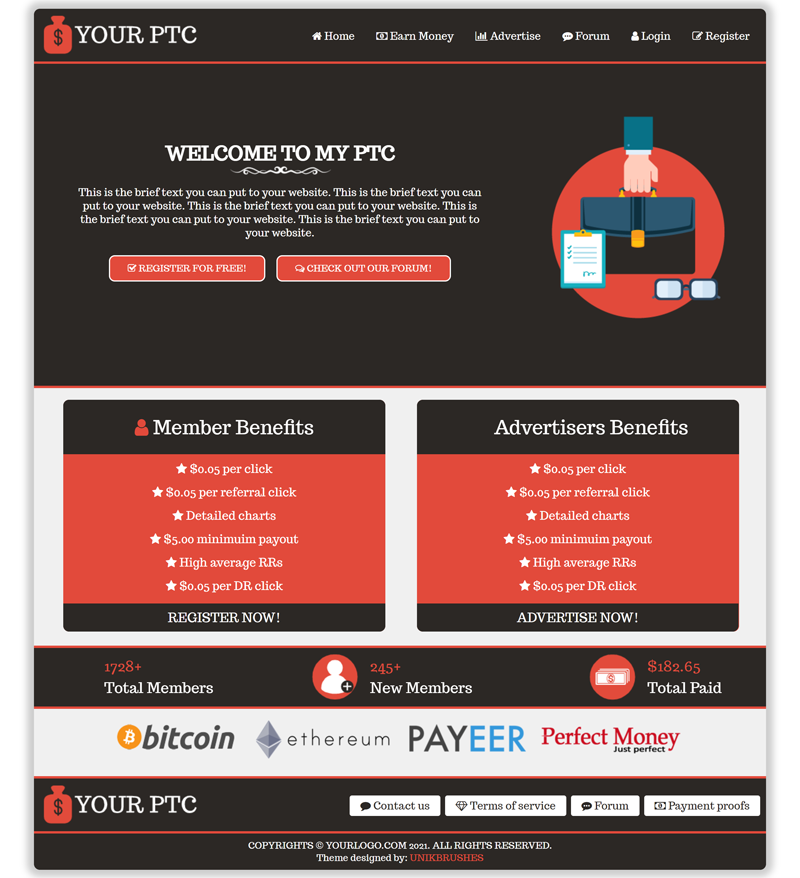 YOUR PTC
Home Earn Money Advertise Forum Login Register
WELCOME TO MY PTC
This is the brief text you can put to your website. This is the brief text you can
put to your website. This is the brief text you can put to your website. This is
the brief text you can put to your website. This is the brief text you can put to
your website.
REGISTER FOR FREE! CHECK OUT OUR FORUM!
Member Benefits
$0.05 per click
$0.05 per referral click
Detailed charts
$5.00 minimuim payout
High average RRs
$0.05 per DR click
REGISTER NOW!
Advertisers Benefits
$0.05 per click
$0.05 per referral click
Detailed charts
$5.00 minimuim payout
High average RRs
$0.05 per DR click
ADVERTISE NOW!
1728+
Total Members
245+
New Members
$182.65
Total Paid
bitcoin
ethereum
PAYEER
Perfect Money
Just perfect
YOUR PTC
Contact us Terms of service Forum Payment proofs
COPYRIGHTS © YOURLOGO.COM 2021. ALL RIGHTS RESERVED.
Theme designed by: UNIKBRUSHES